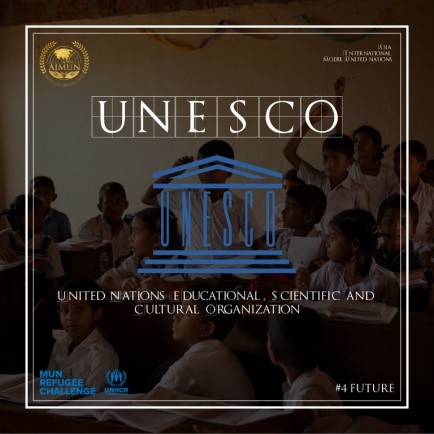 AIMUN
ASIA
INTERNATIONAL
MODEL UNITED NATIONS
UNESCO
UNESCO
UNITED NATIONS EDUCATIONAL, SCIENTIFIC AND
CULTURAL ORGANIZATION
MUN
REFUGEE
CHALLENGE
UNHCR
#4 FUTURE